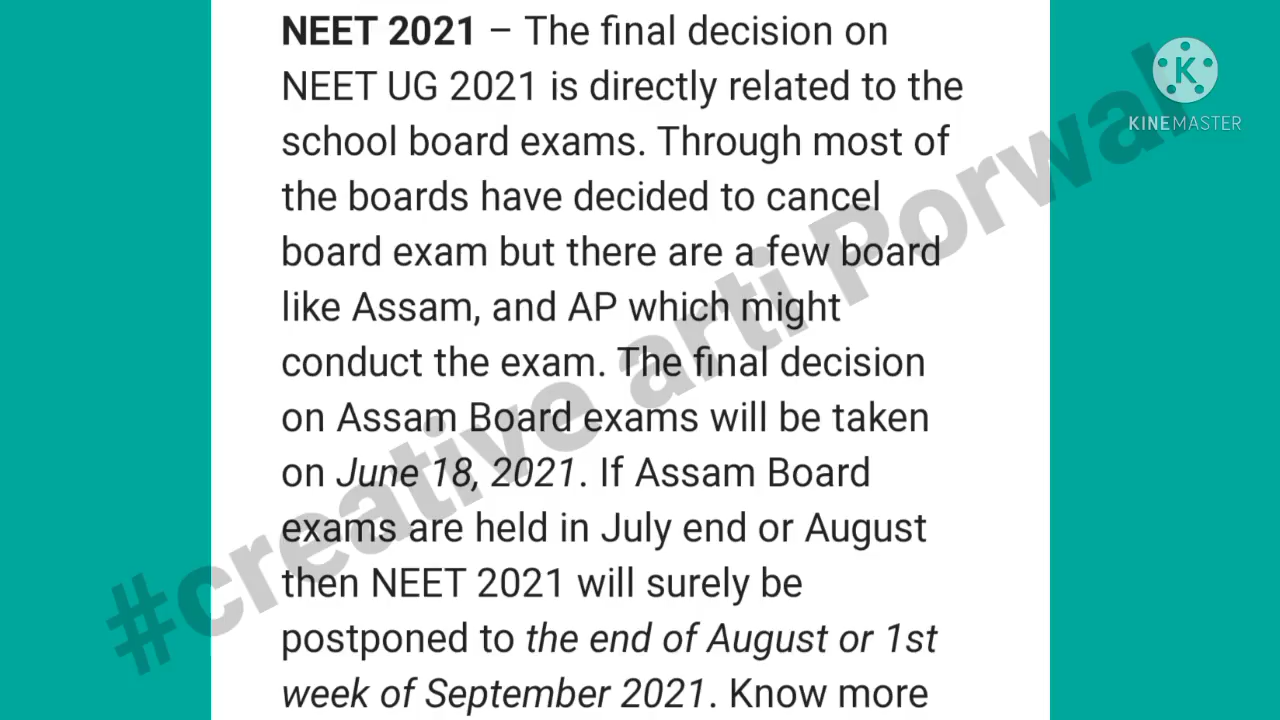 NEET 2021 – The final decision on
NEET UG 2021 is directly related to the
school board exams. Through most of
the boards have decided to cancel
board exam but there are a few board
like Assam, and AP which might
conduct the exam. The final decision
on Assam Board exams will be taken
on June 18, 2021. If Assam Board
exams are held in July end or August
then NEET 2021 will surely be
postponed to the end of August or 1st
week of September 2021. Know more
#creative arti Porwal
K
KINEMASTER